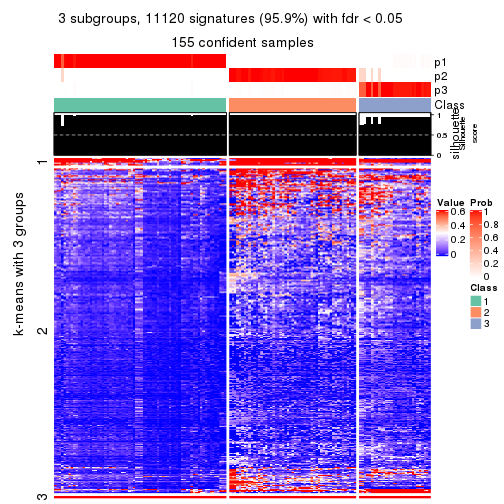 3 subgroups, 11120 signatures (95.9%) with fdr < 0.05
155 confident samples
p1
p2
p3
Class
1
0.5
0
silhouette
Silhouette
score
k-means with 3 groups
1
2
3
Value
0.6
0.4
0.2
0
Prob
1
0.8
0.6
0.4
0.2
0
Class
1
2
3